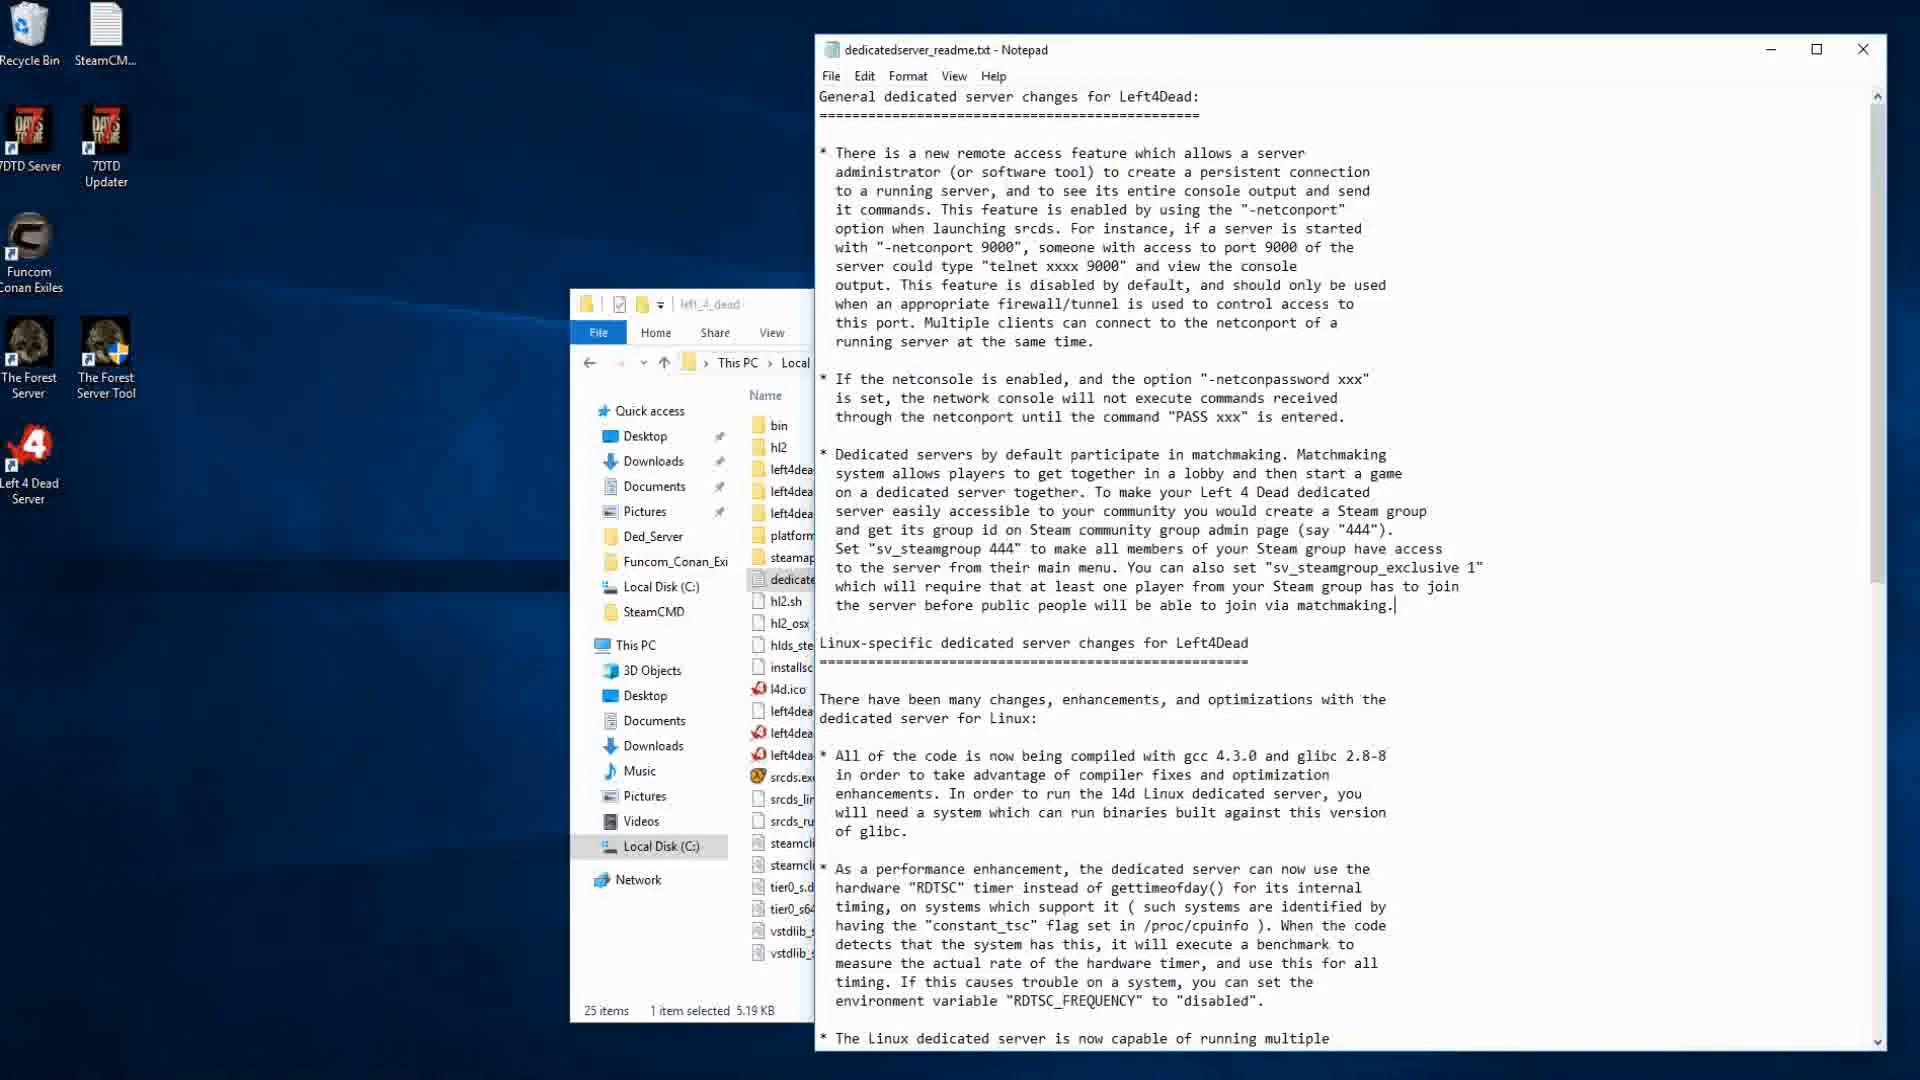 Recycle Bin
SteamCM...
7DTD Server
7DTD
Updater
Funcom
Conan Exiles
The Forest
Server
The Forest
Server Tool
Left 4 Dead
Server
left_4_dead
File Home Share View
This PC Local
Name
Quick access
Desktop
Downloads
Documents
Pictures
Ded_Server
Funcom_Conan_Exi
Local Disk (C:)
SteamCMD
This PC
3D Objects
Desktop
Documents
Downloads
Music
Pictures
Videos
Local Disk (C:)
Network
bin
hl2
left4dea
left4dea
left4dea
platform
steamap
dedicate
hl2.sh
hl2_osx
hlds_ste
installsc
l4d.ico
left4dea
left4dea
left4dea
srcds.exe
srcds_lin
srcds_ru
steamcli
steamcli
tier0_s.d
tier0_s64
vstdlib_s
vstdlib_s
25 items 1 item selected 5.19 KB
dedicatedserver_readme.txt - Notepad
File Edit Format View Help
General dedicated server changes for Left4Dead:
===============================================
* There is a new remote access feature which allows a server
administrator (or software tool) to create a persistent connection
to a running server, and to see its entire console output and send
it commands. This feature is enabled by using the "-netconport"
option when launching srcds. For instance, if a server is started
with "-netconport 9000", someone with access to port 9000 of the
server could type "telnet xxxx 9000" and view the console
output. This feature is disabled by default, and should only be used
when an appropriate firewall/tunnel is used to control access to
this port. Multiple clients can connect to the netconport of a
running server at the same time.
* If the netconsole is enabled, and the option "-netconpassword xxx"
is set, the network console will not execute commands received
through the netconport until the command "PASS xxx" is entered.
* Dedicated servers by default participate in matchmaking. Matchmaking
system allows players to get together in a lobby and then start a game
on a dedicated server together. To make your Left 4 Dead dedicated
server easily accessible to your community you would create a Steam group
and get its group id on Steam community group admin page (say "444").
Set "sv_steamgroup 444" to make all members of your Steam group have access
to the server from their main menu. You can also set "sv_steamgroup_exclusive 1"
which will require that at least one player from your Steam group has to join
the server before public people will be able to join via matchmaking.
Linux-specific dedicated server changes for Left4Dead
=====================================================
There have been many changes, enhancements, and optimizations with the
dedicated server for Linux:
* All of the code is now being compiled with gcc 4.3.0 and glibc 2.8-8
in order to take advantage of compiler fixes and optimization
enhancements. In order to run the l4d Linux dedicated server, you
will need a system which can run binaries built against this version
of glibc.
* As a performance enhancement, the dedicated server can now use the
hardware "RDTSC" timer instead of gettimeofday() for its internal
timing, on systems which support it ( such systems are identified by
having the "constant_tsc" flag set in /proc/cpuinfo ). When the code
detects that the system has this, it will execute a benchmark to
measure the actual rate of the hardware timer, and use this for all
timing. If this causes trouble on a system, you can set the
environment variable "RDTSC_FREQUENCY" to "disabled".
* The Linux dedicated server is now capable of running multiple